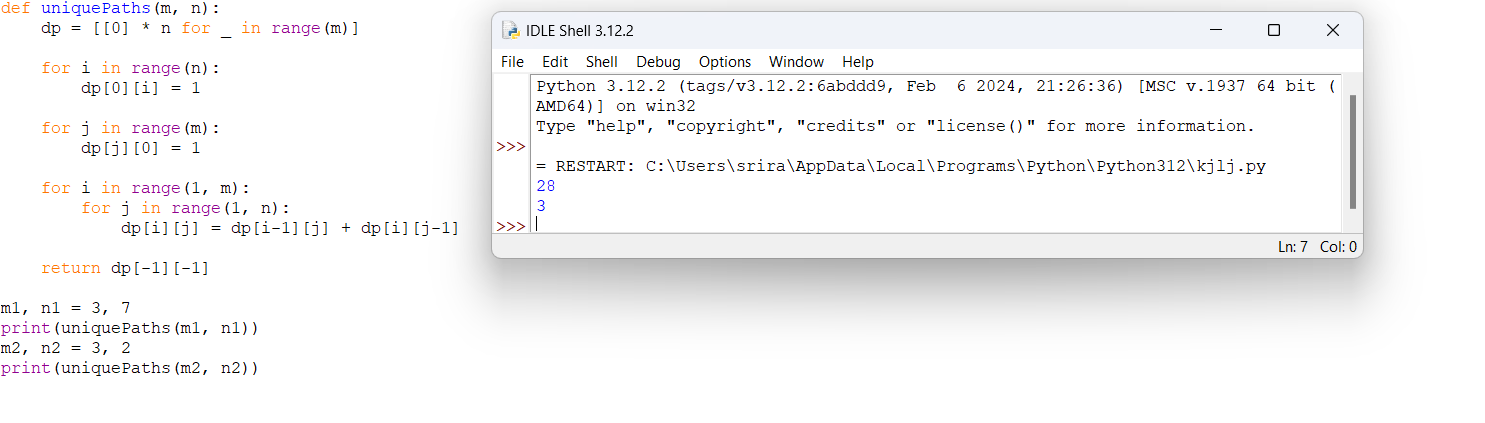 def uniquePaths(m, n):
    dp = [[0] * n for _ in range(m)]

    for i in range(n):
        dp[0][i] = 1

    for j in range(m):
        dp[j][0] = 1

    for i in range(1, m):
        for j in range(1, n):
            dp[i][j] = dp[i-1][j] + dp[i][j-1]

    return dp[-1][-1]

m1, n1 = 3, 7
print(uniquePaths(m1, n1))
m2, n2 = 3, 2
print(uniquePaths(m2, n2))
IDLE Shell 3.12.2
File Edit Shell Debug Options Window Help
Python 3.12.2 (tags/v3.12.2:6abddd9, Feb  6 2024, 21:26:36) [MSC v.1937 64 bit (
AMD64)] on win32
Type "help", "copyright", "credits" or "license()" for more information.
>>>
= RESTART: C:\Users\srira\AppData\Local\Programs\Python\Python312\kjlj.py
28
3
>>>
Ln: 7 Col: 0